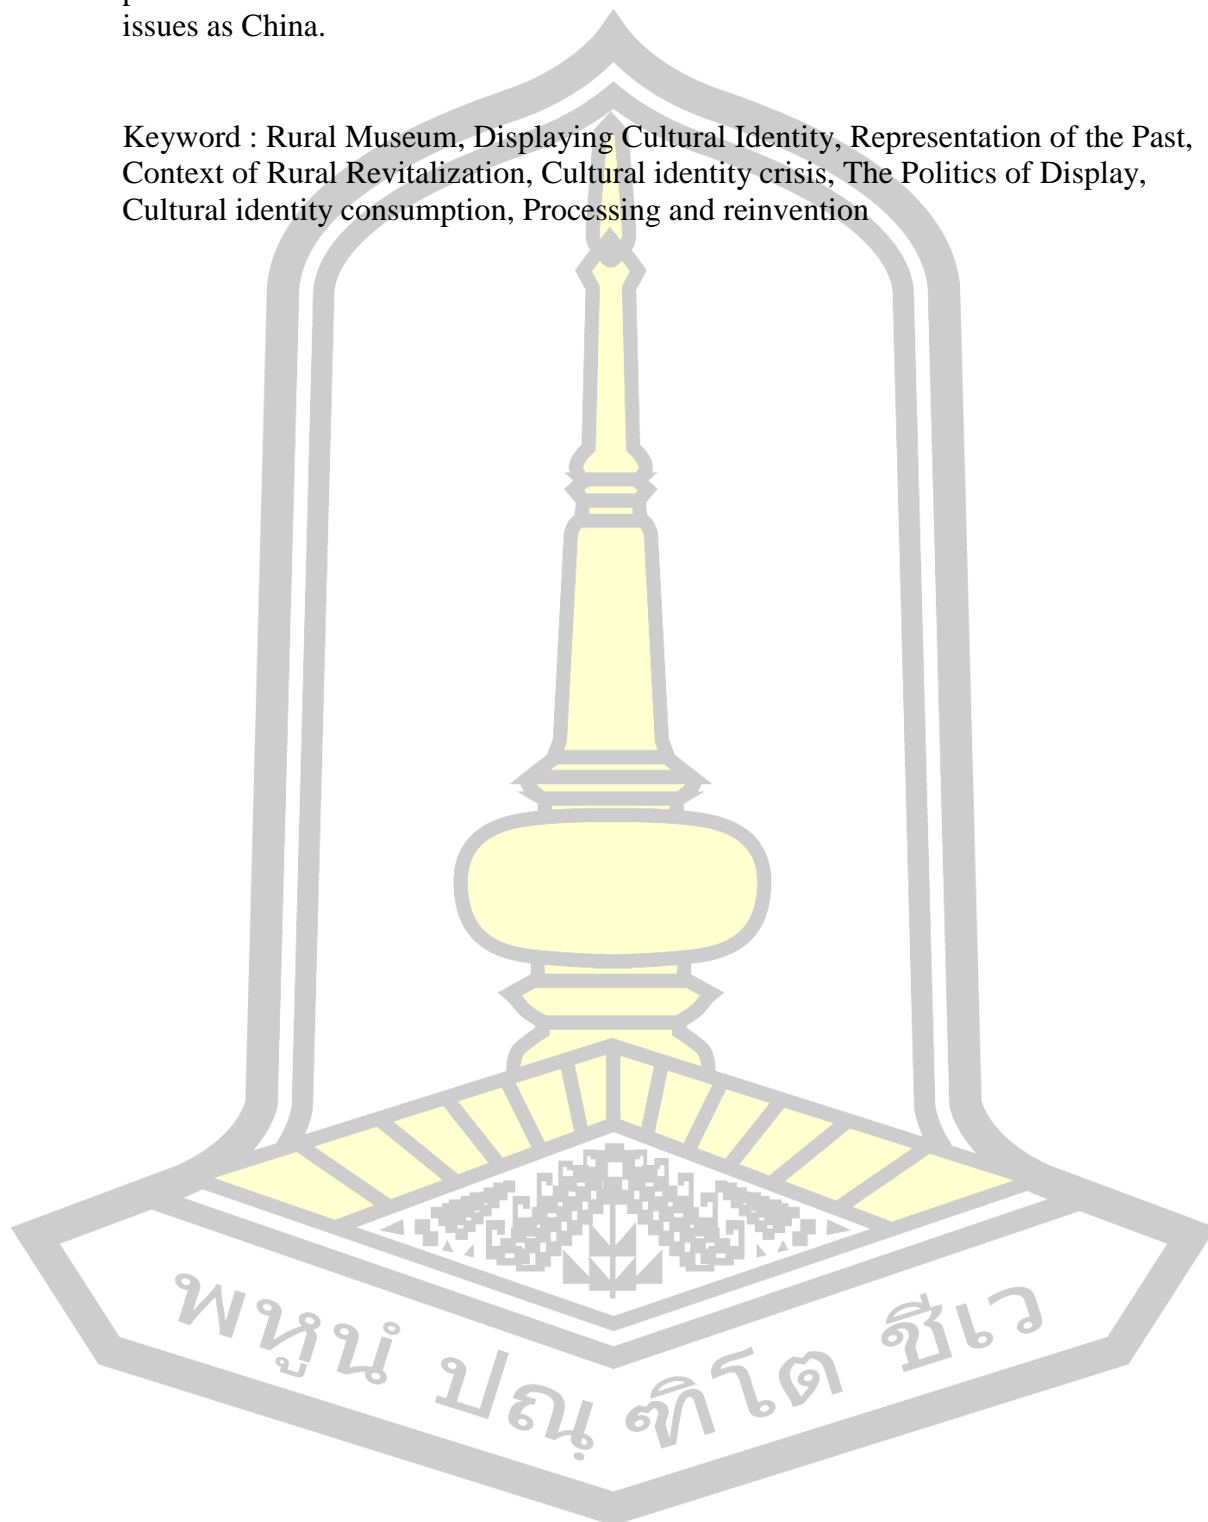 issues as China.
Keyword : Rural Museum, Displaying Cultural Identity, Representation of the Past,
Context of Rural Revitalization, Cultural identity crisis, The Politics of Display,
Cultural identity consumption, Processing and reinvention
พหูนํ ปณฺฑิโต ชีเว